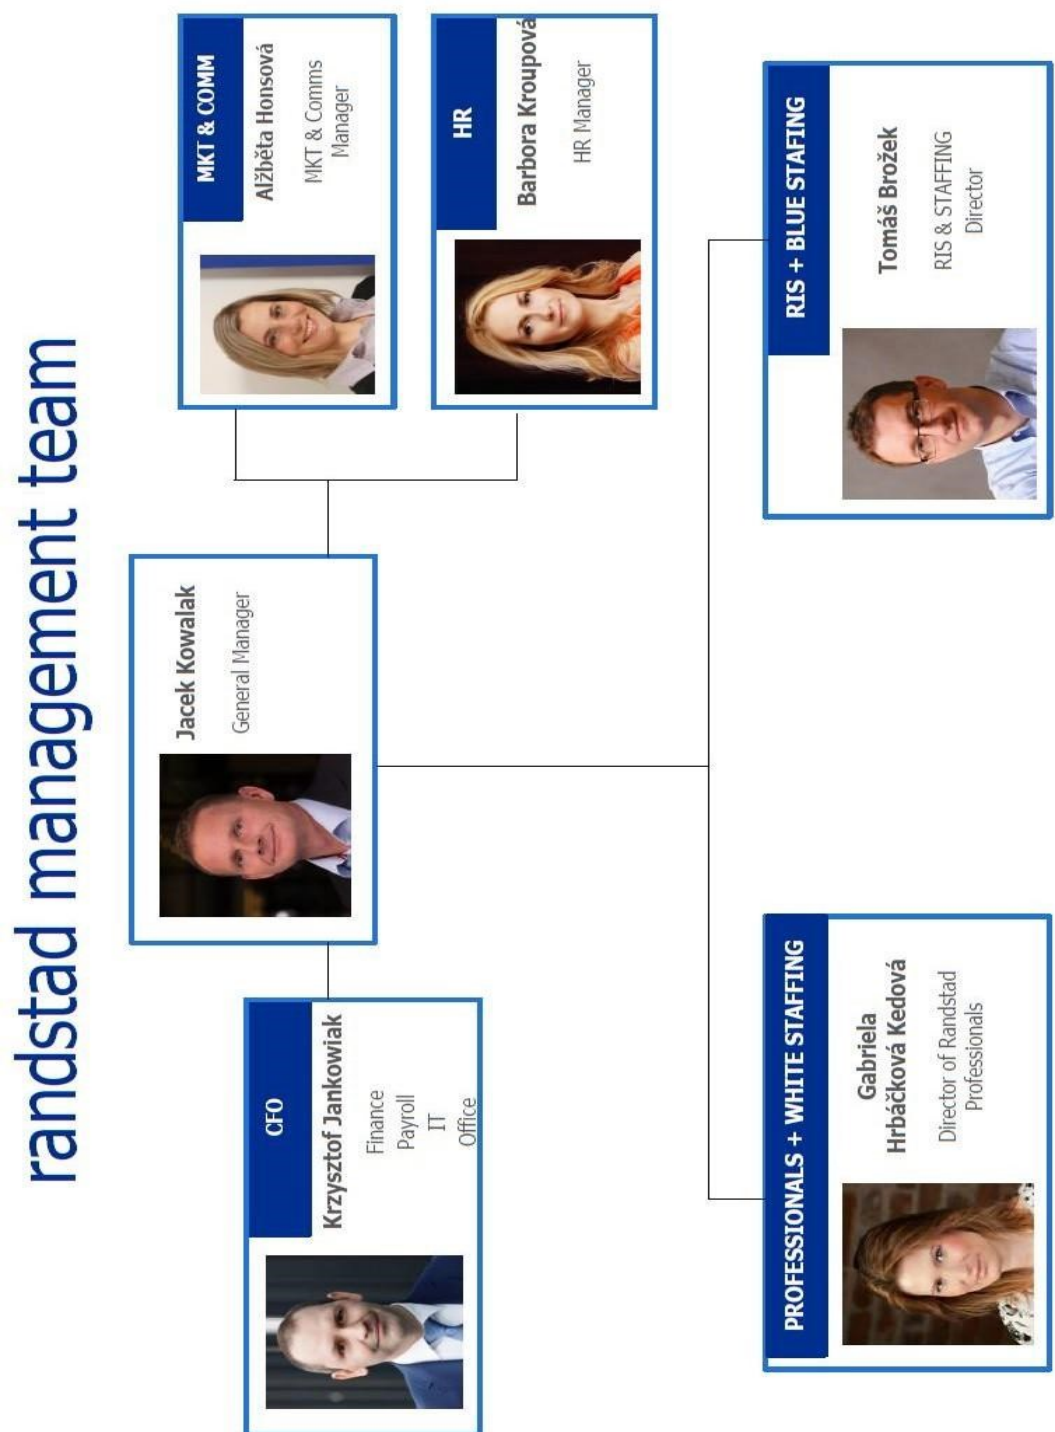 randstad management team
CFO
Krzysztof Jankowiak
Finance
Payroll
IT
Office
Jacek Kowalak
General Manager
MKT & COMM
Alžběta Honsová
MKT & Comms
Manager
HR
Barbora Kroupová
HR Manager
PROFESSIONALS + WHITE STAFFING
Gabriela
Hrbáčková Kedová
Director of Randstad
Professionals
RIS + BLUE STAFING
Tomáš Brožek
RIS & STAFFING
Director